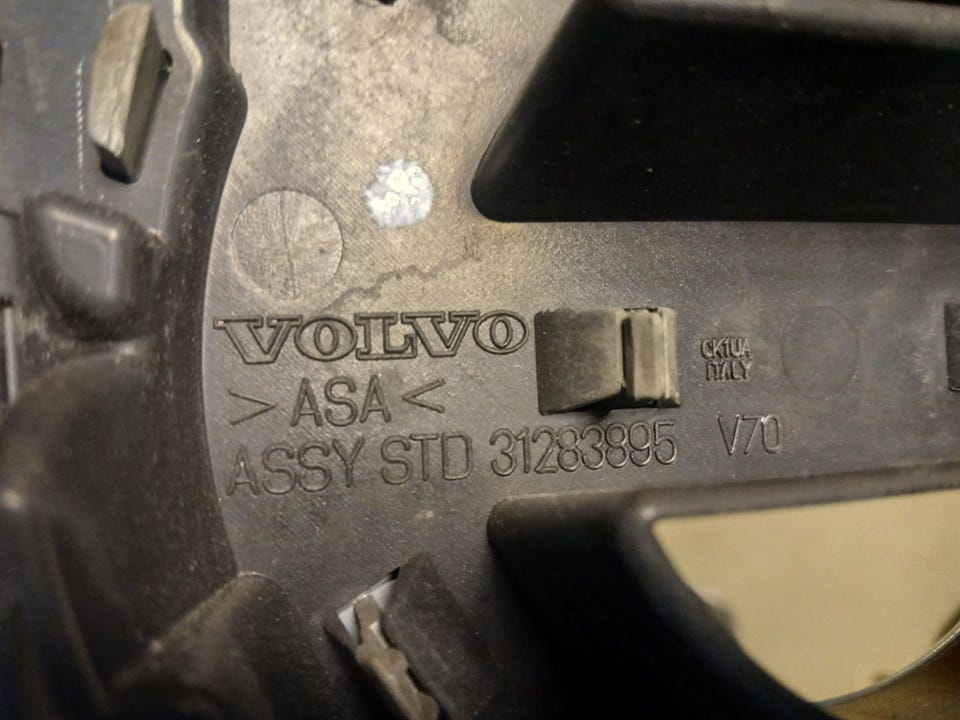 VOLVO
>ASA<
ASSY STD 31283895 V70
CK1UA
ITALY